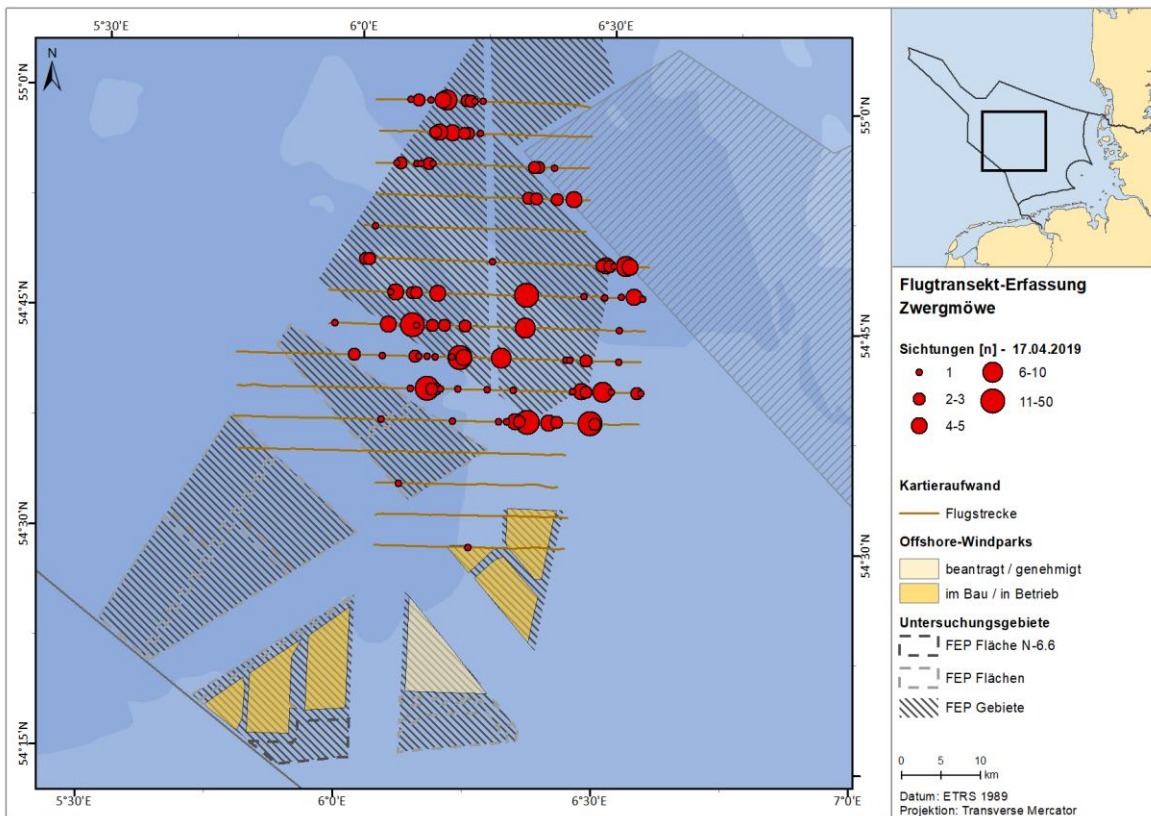 5°30'E
6°0'E
6°30'E
N
55°0'N
55°0'N
54°45'N
54°45'N
54°30'N
54°30'N
54°15'N
5°30'E
6°0'E
6°30'E
7°0'E
Flugtransekt-Erfassung
Zwergmöwe
Sichtungen [n] - 17.04.2019
1
6-10
2-3
11-50
4-5
Kartieraufwand
Flugstrecke
Offshore-Windparks
beantragt / genehmigt
im Bau / in Betrieb
Untersuchungsgebiete
FEP Fläche N-6.6
FEP Flächen
FEP Gebiete
0 5 10
km
Datum: ETRS 1989
Projektion: Transverse Mercator